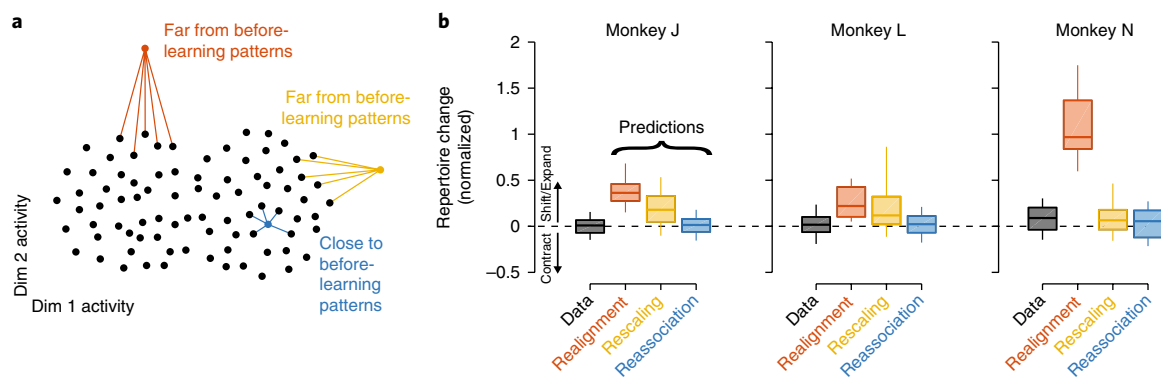 a
Far from before-
learning patterns
Far from before-
learning patterns
Close to
before-
learning
patterns
Dim 2 activity
Dim 1 activity
b
Monkey J
Monkey L
Monkey N
Repertoire change
(normalized)
2
1.5
1
0.5
0
−0.5
Shift/Expand
Contract
Predictions
Data
Realignment
Rescaling
Reassociation
Data
Realignment
Rescaling
Reassociation
Data
Realignment
Rescaling
Reassociation